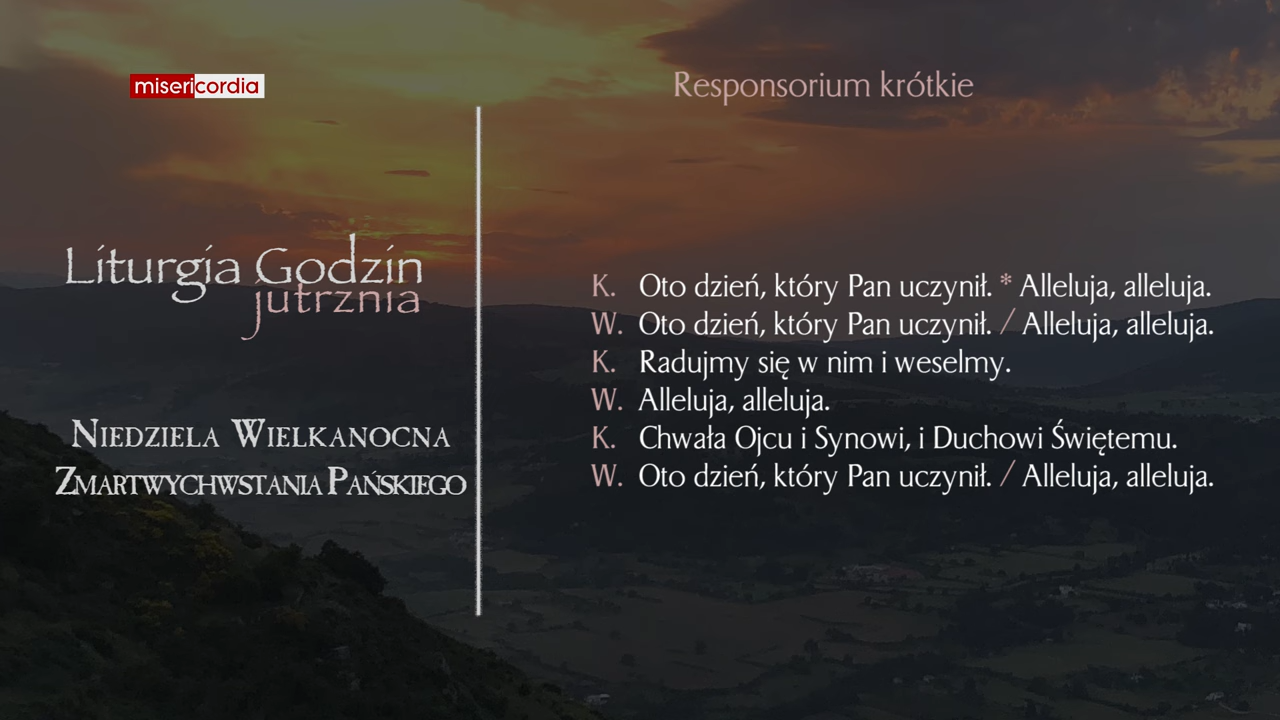 misericordia
Responsorium krótkie
Liturgia Godzin
jutrznia
Niedziela Wielkanocna
Zmartwychwstania Pańskiego
K. Oto dzień, który Pan uczynił. * Alleluja, alleluja.
W. Oto dzień, który Pan uczynił. / Alleluja, alleluja.
K. Radujmy się w nim i weselmy.
W. Alleluja, alleluja.
K. Chwała Ojcu i Synowi, i Duchowi Świętemu.
W. Oto dzień, który Pan uczynił. / Alleluja, alleluja.